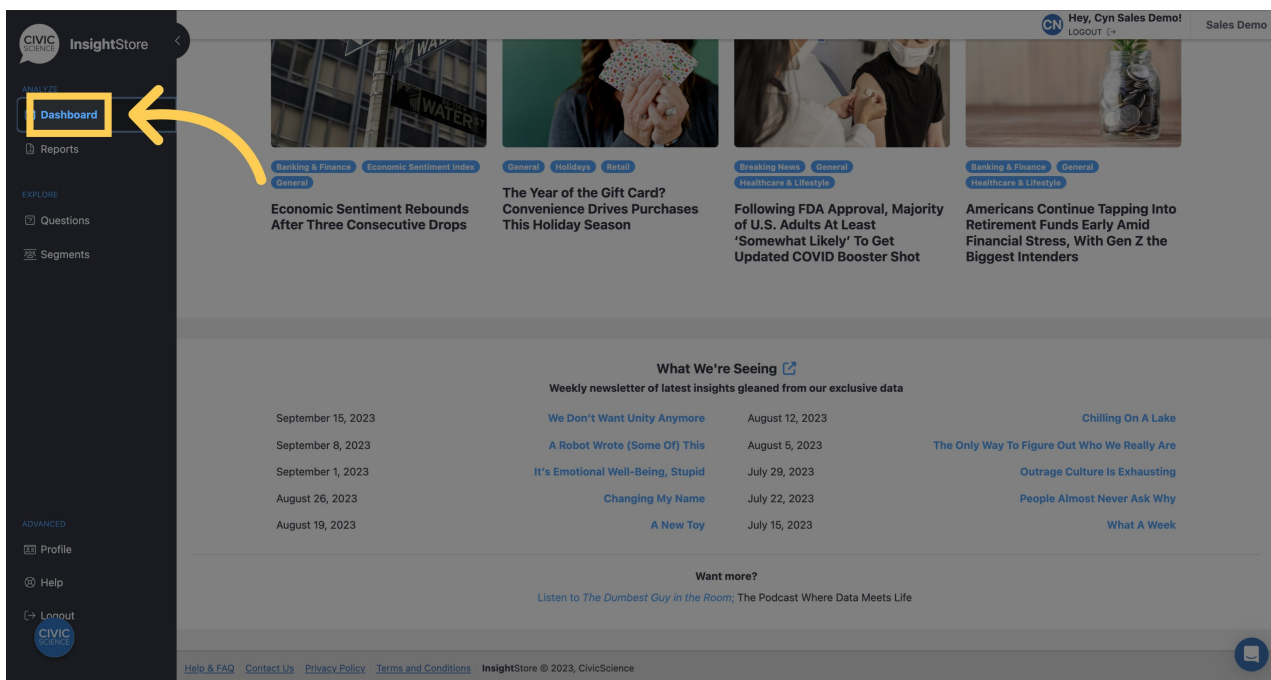 CIVIC
SCIENCE
InsightStore
CN
Hey, Cyn Sales Demo!
LOGOUT
Sales Demo
ANALYZE
Dashboard
Reports
EXPLORE
Questions
Segments
ADVANCED
Profile
Help
Logout
CIVIC
SCIENCE
WALL
WATER ST
Banking & Finance Economic Sentiment Index
General
Economic Sentiment Rebounds
After Three Consecutive Drops
General Holidays Retail
The Year of the Gift Card?
Convenience Drives Purchases
This Holiday Season
Breaking News General
Healthcare & Lifestyle
Following FDA Approval, Majority
of U.S. Adults At Least
‘Somewhat Likely’ To Get
Updated COVID Booster Shot
Banking & Finance General
Healthcare & Lifestyle
Americans Continue Tapping Into
Retirement Funds Early Amid
Financial Stress, With Gen Z the
Biggest Intenders
What We're Seeing
Weekly newsletter of latest insights gleaned from our exclusive data
September 15, 2023 We Don't Want Unity Anymore August 12, 2023 Chilling On A Lake
September 8, 2023 A Robot Wrote (Some Of) This August 5, 2023 The Only Way To Figure Out Who We Really Are
September 1, 2023 It's Emotional Well-Being, Stupid July 29, 2023 Outrage Culture Is Exhausting
August 26, 2023 Changing My Name July 22, 2023 People Almost Never Ask Why
August 19, 2023 A New Toy July 15, 2023 What A Week
Want more?
Listen to The Dumbest Guy in the Room; The Podcast Where Data Meets Life
Help & FAQ Contact Us Privacy Policy Terms and Conditions InsightStore © 2023, CivicScience